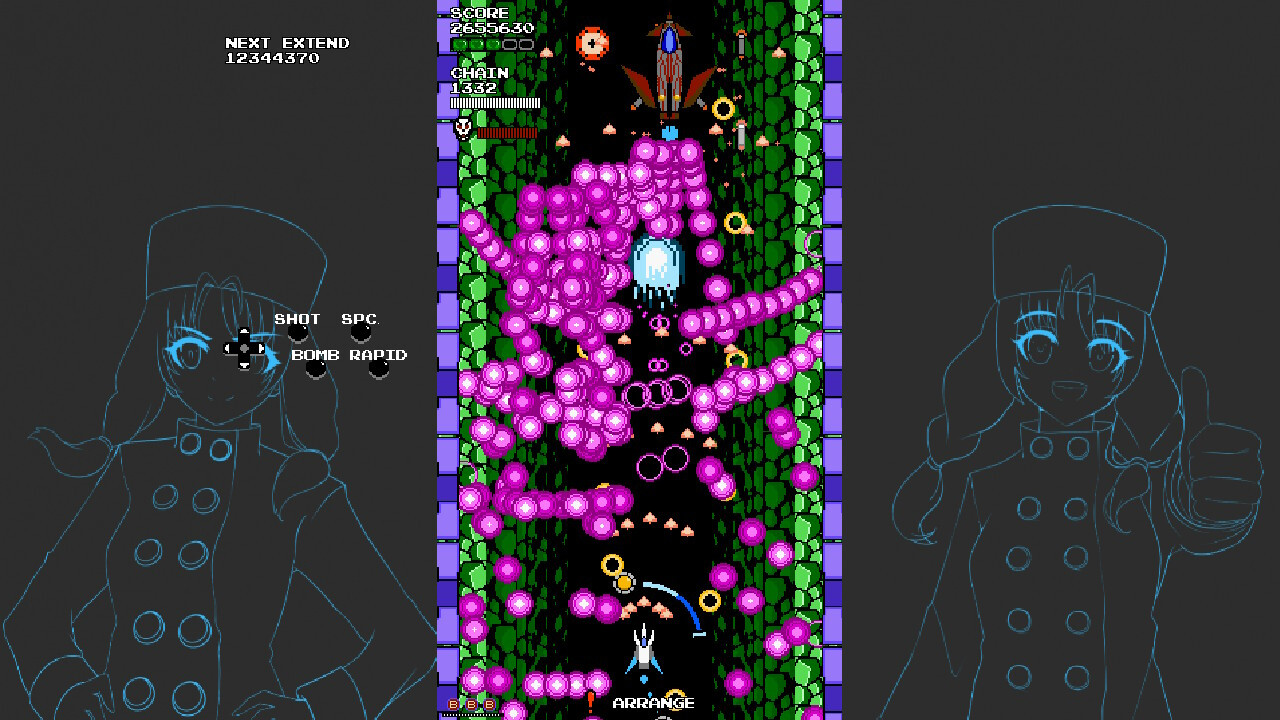 NEXT EXTEND
12344370
SCORE
2655630
CHAIN
1332
SHOT SPC.
BOMB RAPID
B B B
ARRANGE